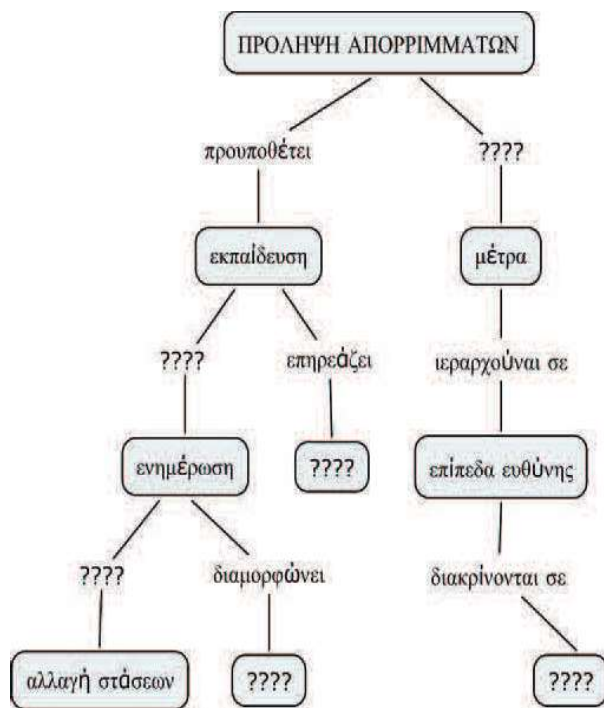 ΠΡΟΛΗΨΗ ΑΠΟΡΡΙΜΜΑΤΩΝ
προυποθέτει
????
εκπαίδευση
μέτρα
????
επηρεάζει
ιεραρχούναι σε
ενημέρωση
????
επίπεδα ευθύνης
????
διαμορφώνει
διακρίνονται σε
αλλαγή στάσεων
????
????